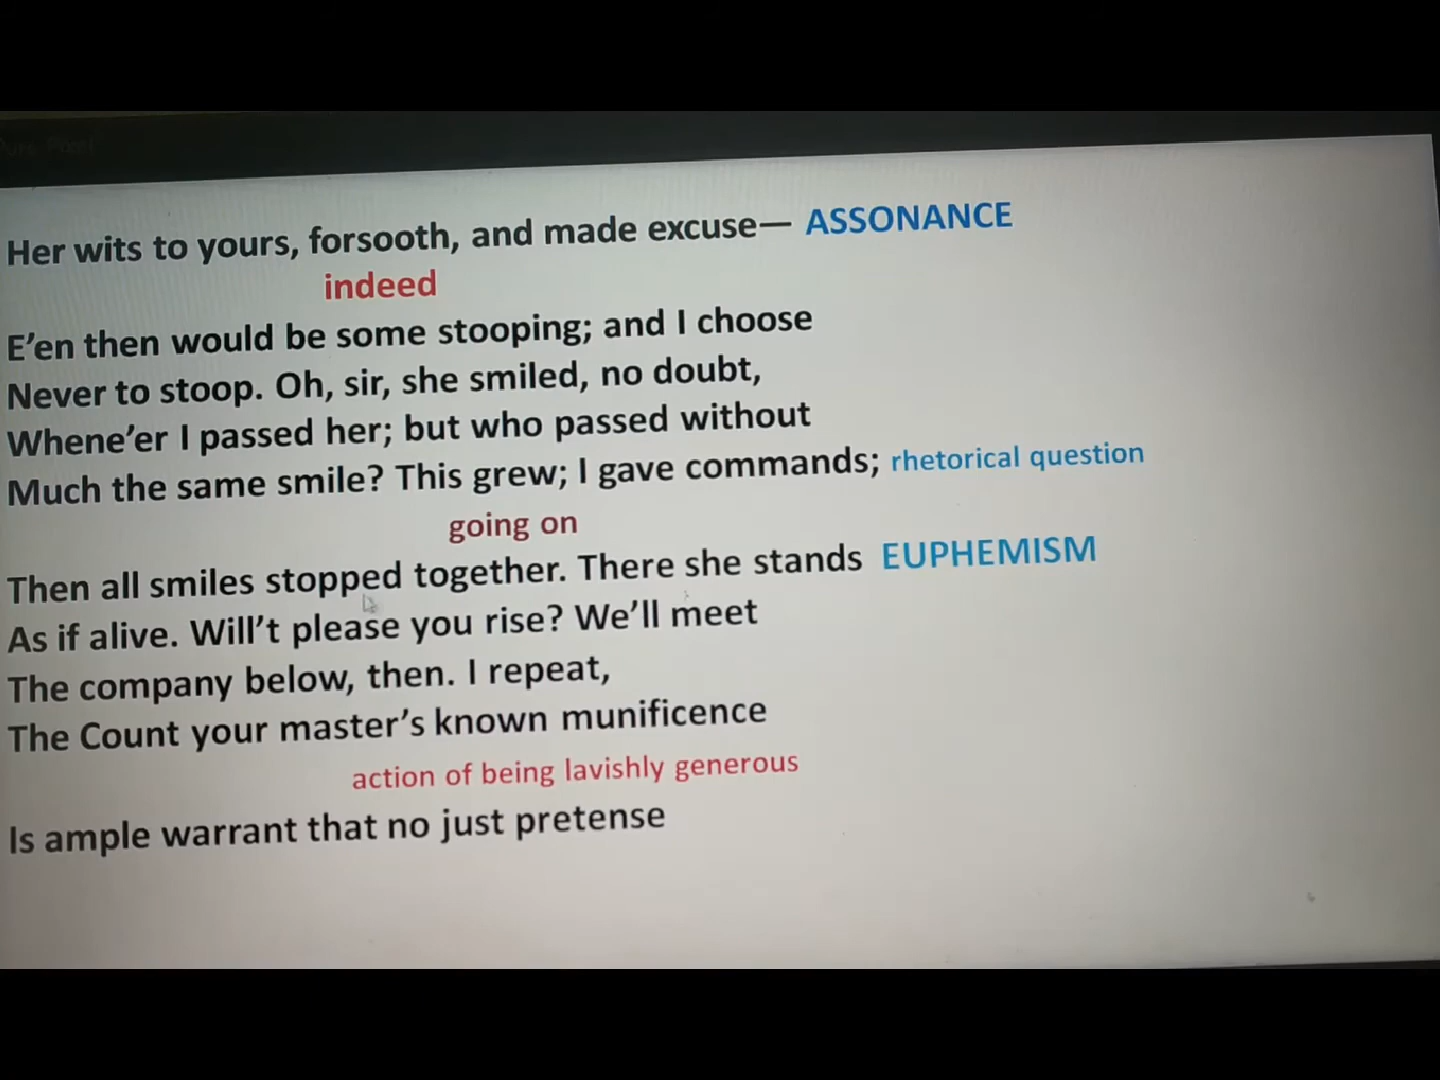 Her wits to yours, forsooth, and made excuse— ASSONANCE
indeed
E’en then would be some stooping; and I choose
Never to stoop. Oh, sir, she smiled, no doubt,
Whene’er I passed her; but who passed without
Much the same smile? This grew; I gave commands; rhetorical question
going on
Then all smiles stopped together. There she stands EUPHEMISM
As if alive. Will’t please you rise? We’ll meet
The company below, then. I repeat,
The Count your master’s known munificence
action of being lavishly generous
Is ample warrant that no just pretense